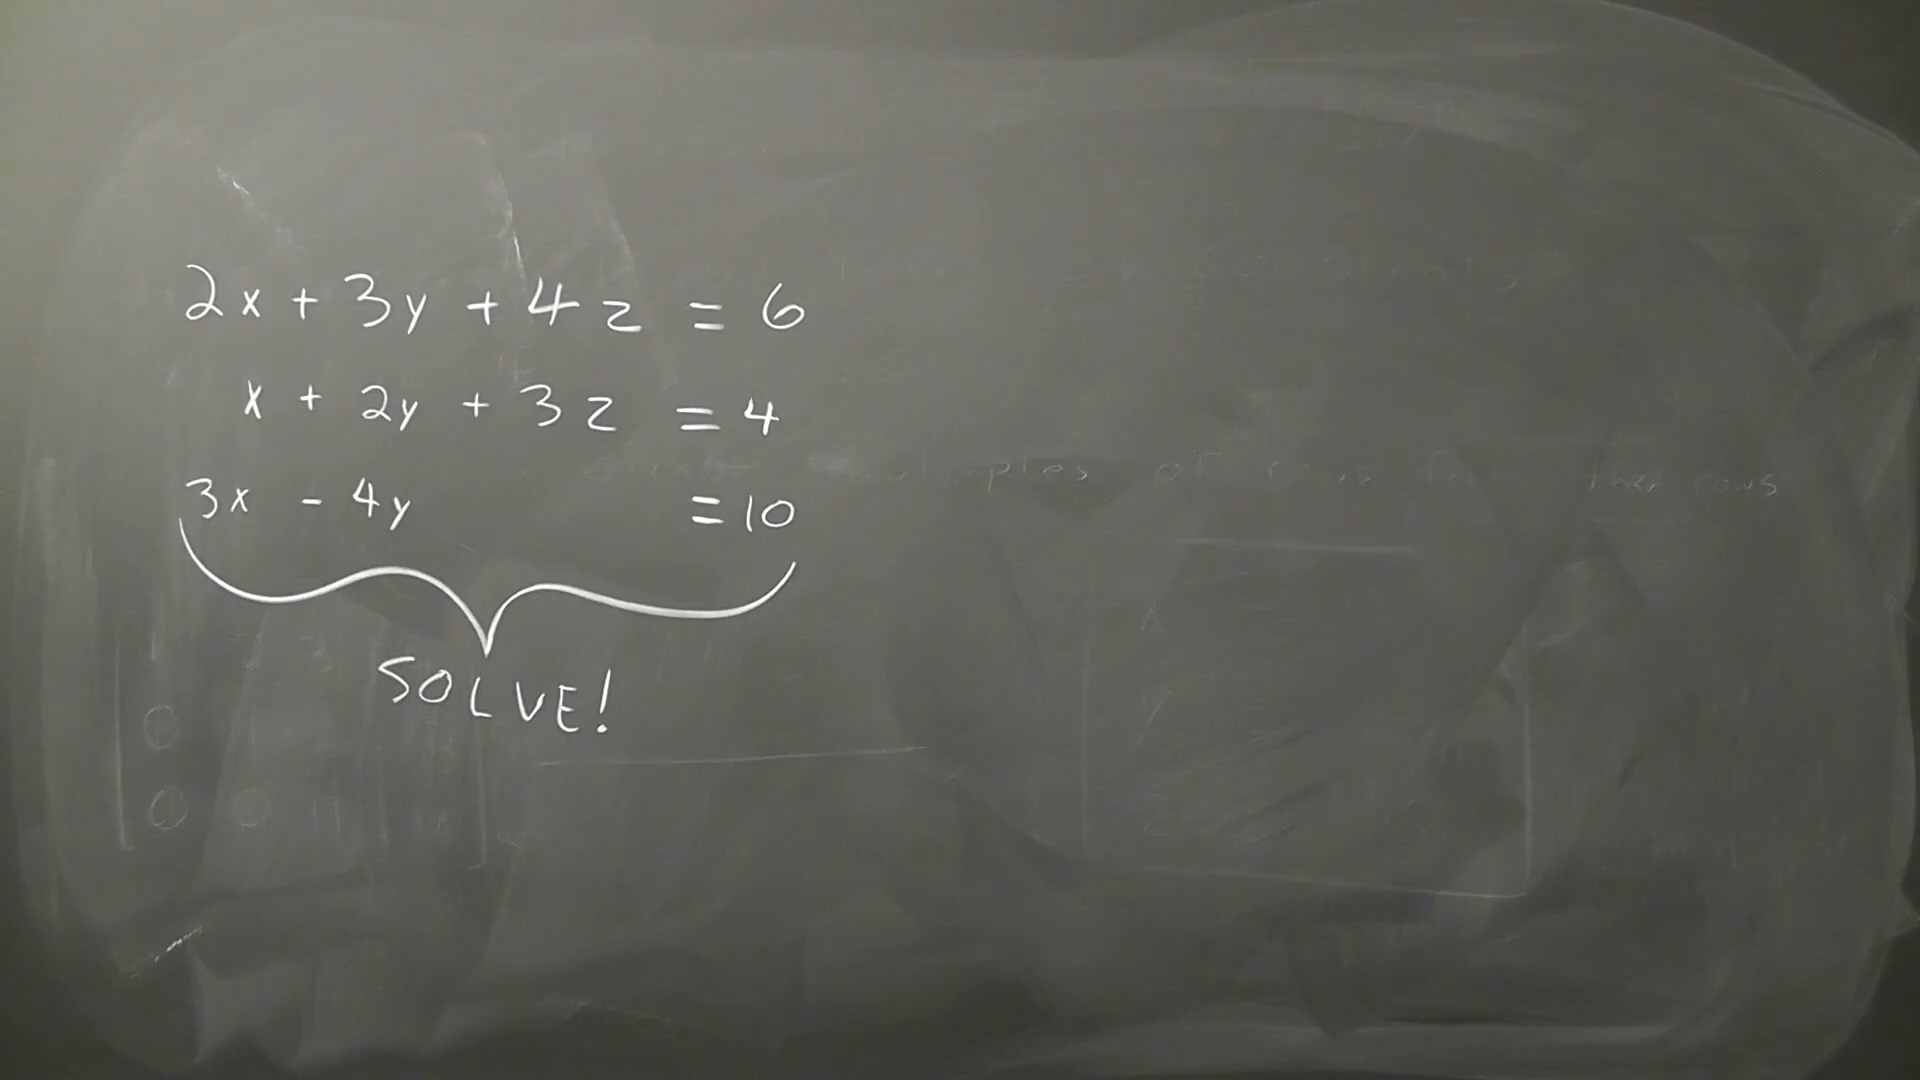 2x + 3y + 4z = 6
x + 2y + 3z = 4
3x - 4y = 10
SOLVE!